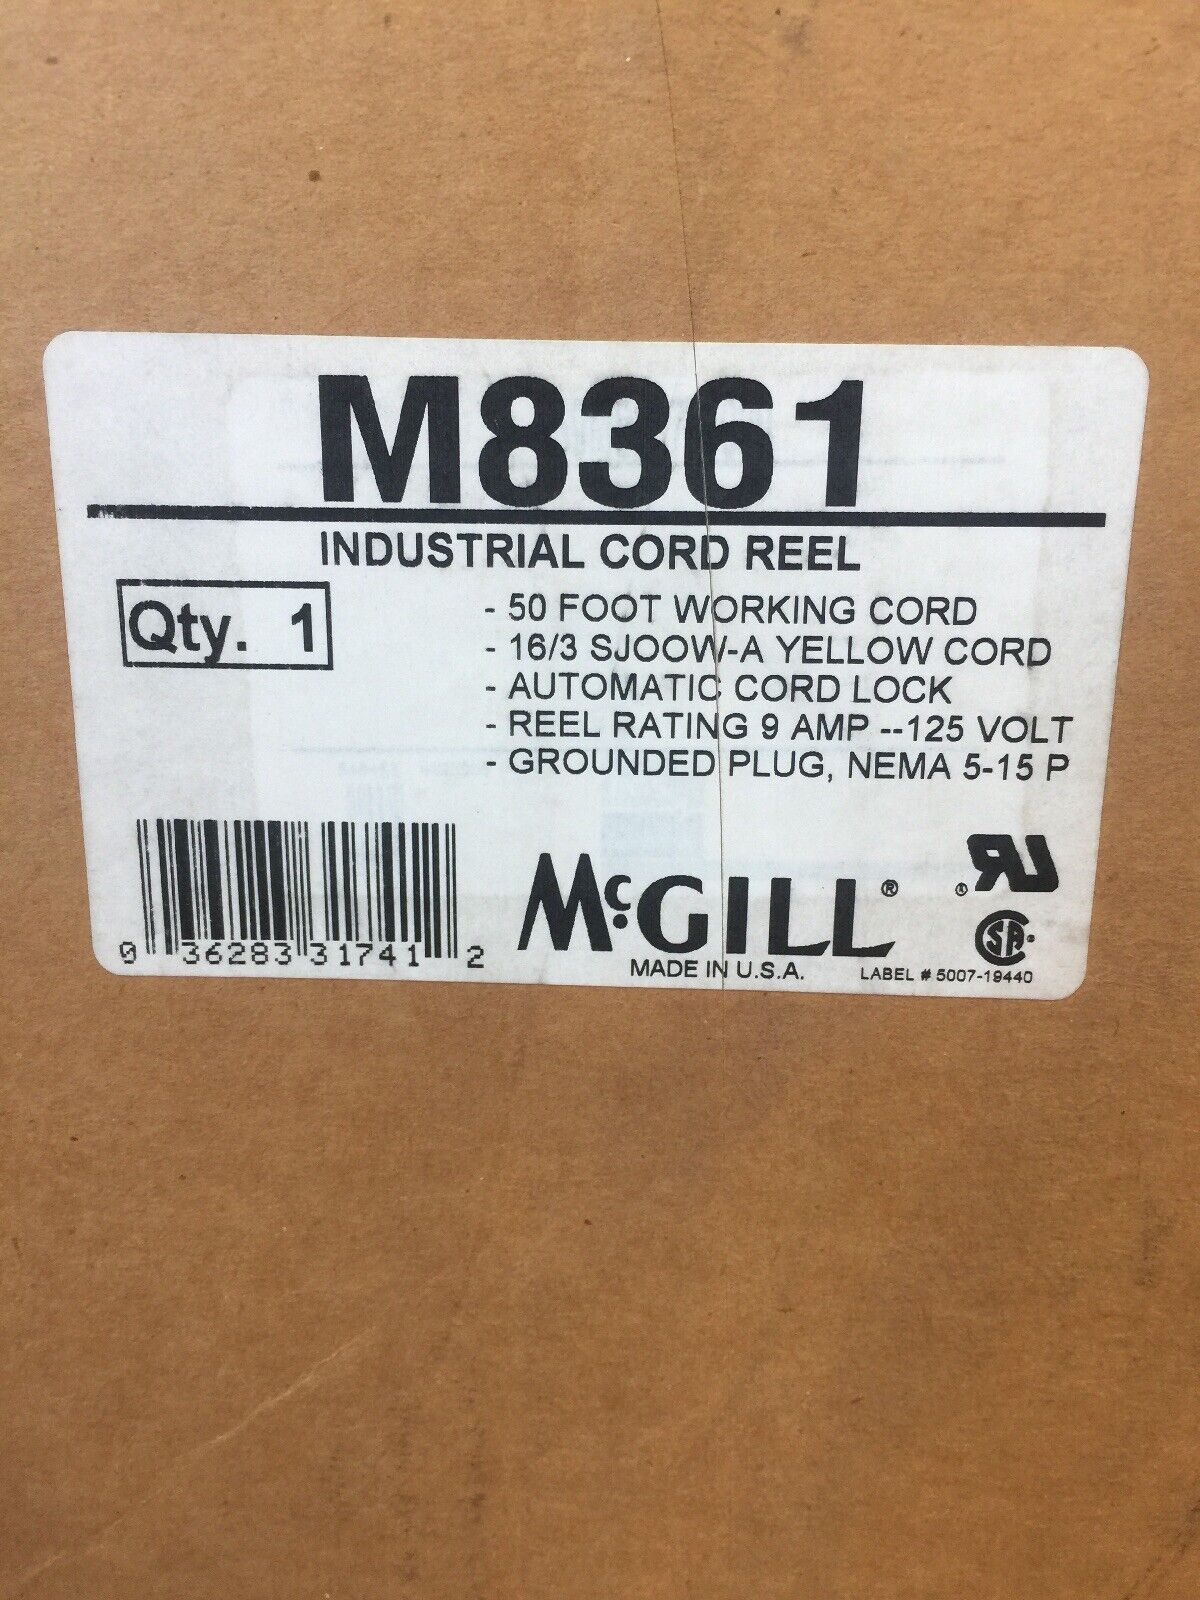 M8361
INDUSTRIAL CORD REEL
Qty. 1
- 50 FOOT WORKING CORD
- 16/3 SJOOW-A YELLOW CORD
- AUTOMATIC CORD LOCK
- REEL RATING 9 AMP --125 VOLT
- GROUNDED PLUG, NEMA 5-15 P
0 36283 31741 2
McGILL®
MADE IN U.S.A.
® RU
SA
LABEL # 5007-19440